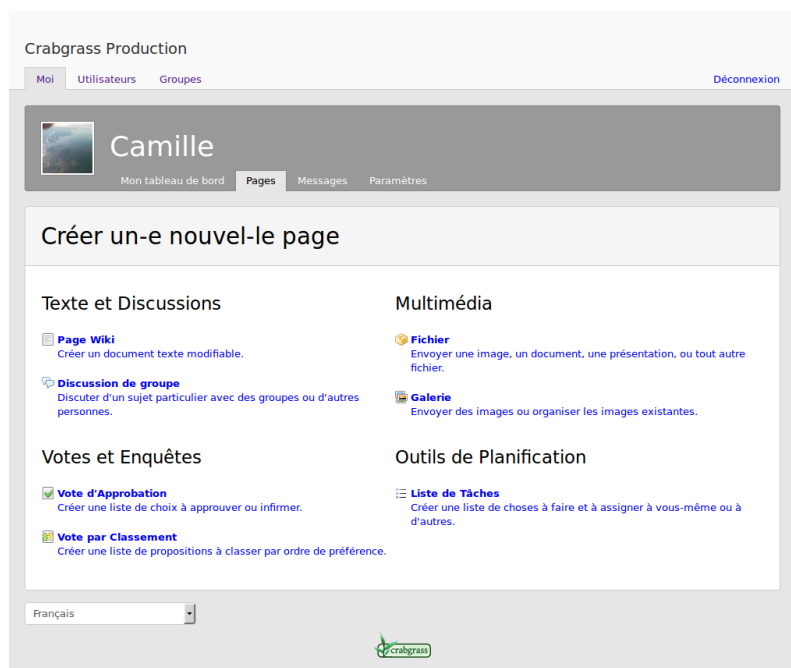 Crabgrass Production
Moi Utilisateurs Groupes Déconnexion
Camille
Mon tableau de bord Pages Messages Paramètres
Créer un-e nouvel-le page
Texte et Discussions
Page Wiki
Créer un document texte modifiable.
Discussion de groupe
Discuter d'un sujet particulier avec des groupes ou d'autres
personnes.
Multimédia
Fichier
Envoyer une image, un document, une présentation, ou tout autre
fichier.
Galerie
Envoyer des images ou organiser les images existantes.
Votes et Enquêtes
Vote d'Approbation
Créer une liste de choix à approuver ou infirmer.
Vote par Classement
Créer une liste de propositions à classer par ordre de préférence.
Outils de Planification
Liste de Tâches
Créer une liste de choses à faire et à assigner à vous-même ou à
d'autres.
Français
crabgrass